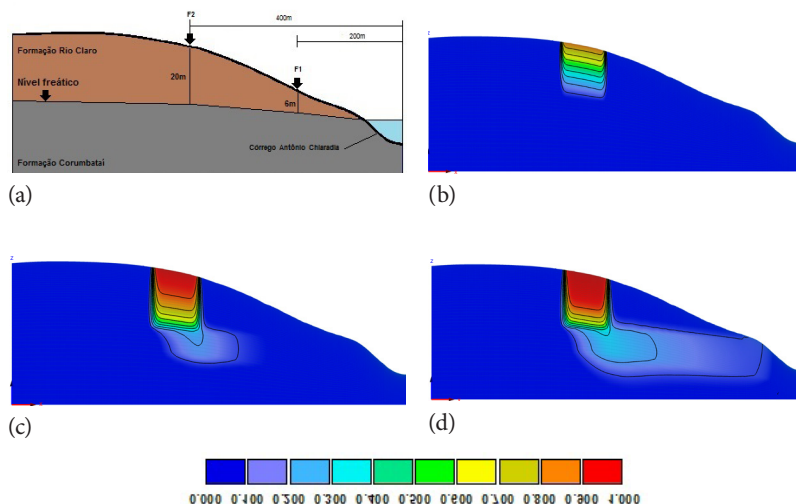 F2
400m
Formação Rio Claro
200m
20m
F1
Nível freático
6m
Córrego Antônio Chiaradia
Formação Corumbataí
(a)
z
(b)
z
(c)
z
(d)
0.000 0.100 0.200 0.300 0.400 0.500 0.600 0.700 0.800 0.900 1.000